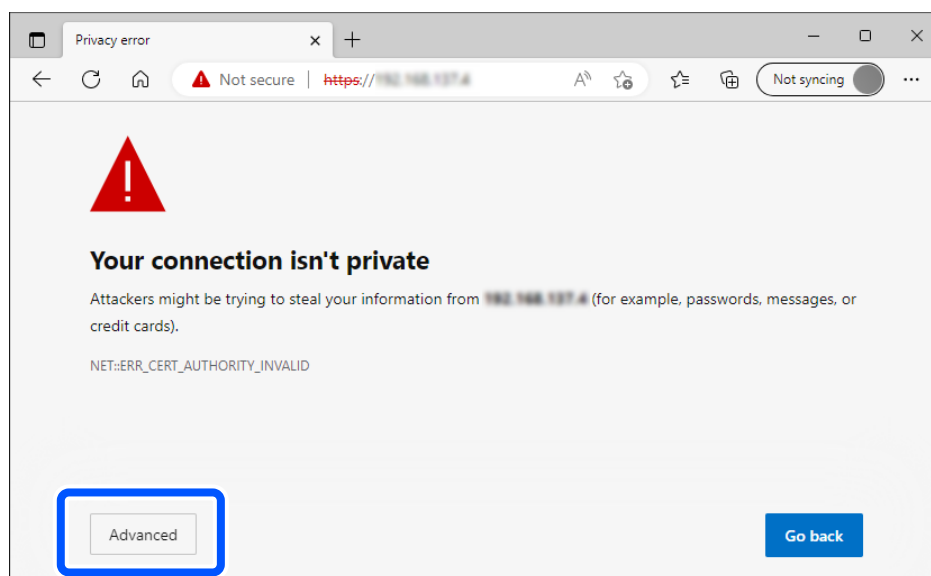 Privacy error
Not secure https://
Not syncing
Your connection isn't private
Attackers might be trying to steal your information from (for example, passwords, messages, or
credit cards).
NET::ERR_CERT_AUTHORITY_INVALID
Advanced
Go back